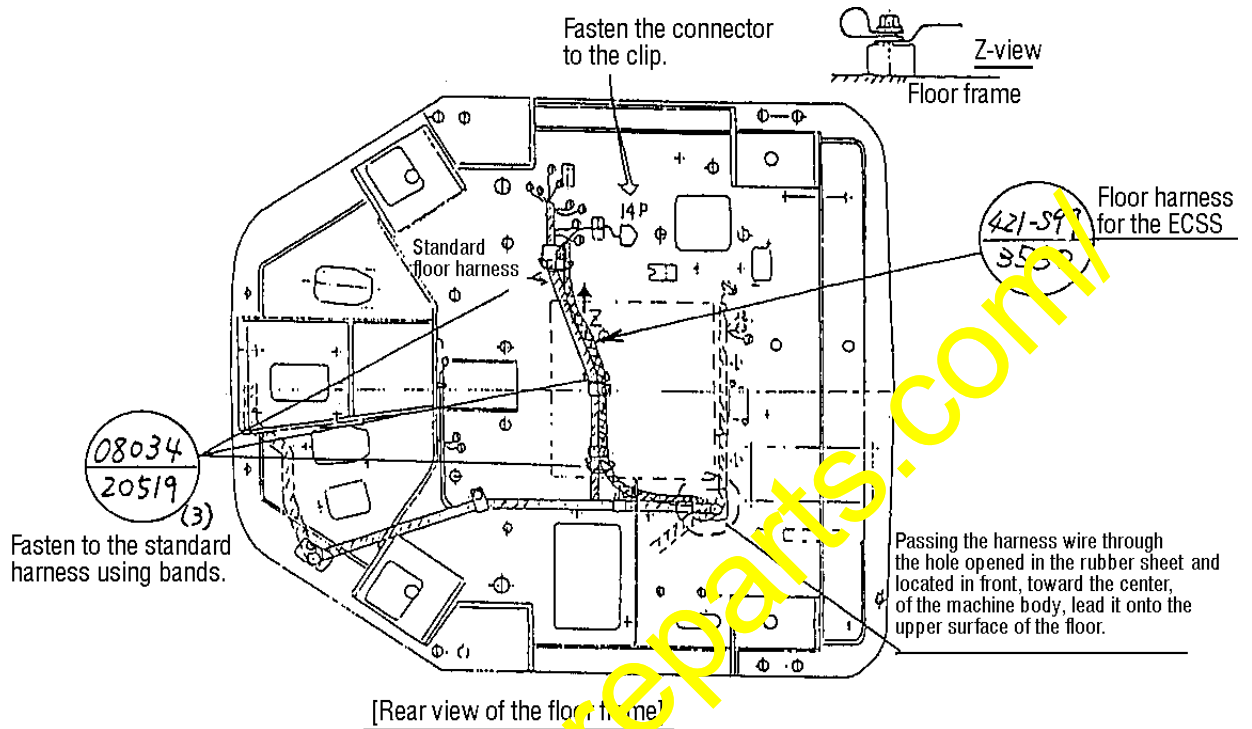 Fasten the connector
to the clip.
Z-view
Floor frame
14P
Standard
floor harness
Z
421-S99
Floor harness
for the ECSS
08034
20519
(3)
Fasten to the standard
harness using bands.
Passing the harness wire through
the hole opened in the rubber sheet and
located in front, toward the center,
of the machine body, lead it onto the
upper surface of the floor.
[Rear view of the floor frame]
reparts.com/